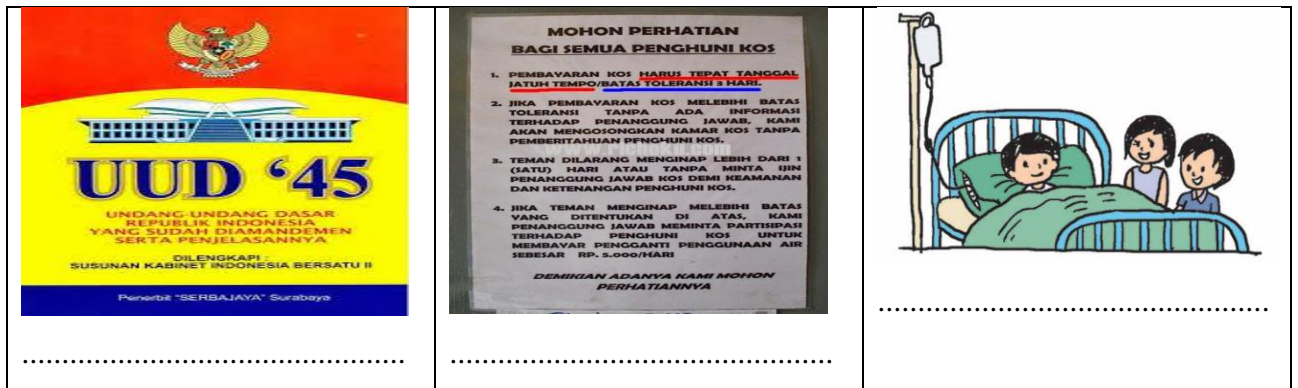 UUD ‘45
UNDANG-UNDANG DASAR
REPUBLIK INDONESIA
YANG SUDAH DIAMANDEMEN
SERTA PENJELASANNYA
DILENGKAPI :
SUSUNAN KABINET INDONESIA BERSATU II
Penerbit "SERBAJAYA" Surabaya
....................................................
MOHON PERHATIAN
BAGI SEMUA PENGHUNI KOS
1. PEMBAYARAN KOS HARUS TEPAT TANGGAL
JATUH TEMPO/BATAS TOLERANSI 3 HARI.
2. JIKA PEMBAYARAN KOS MELEBIHI BATAS
TOLERANSI TANPA ADA INFORMASI
TERHADAP PENANGGUNG JAWAB, KAMI
AKAN MENGOSONGKAN KAMAR KOS TANPA
PEMBERITAHUAN PENGHUNI KOS.
3. TEMAN DILARANG MENGINAP LEBIH DARI 1
(SATU) HARI ATAU TANPA MINTA IJIN
PENANGGUNG JAWAB KOS DEMI KEAMANAN
DAN KETENANGAN PENGHUNI KOS.
4. JIKA TEMAN MENGINAP MELEBIHI BATAS
YANG DITENTUKAN DI ATAS, KAMI
PENANGGUNG JAWAB MEMINTA PARTISIPASI
TERHADAP PENGHUNI KOS UNTUK
MEMBAYAR PENGGANTI PENGGUNAAN AIR
SEBESAR RP. 5.000/HARI
DEMIKIAN ADANYA KAMI MOHON
PERHATIANNYA
....................................................
....................................................